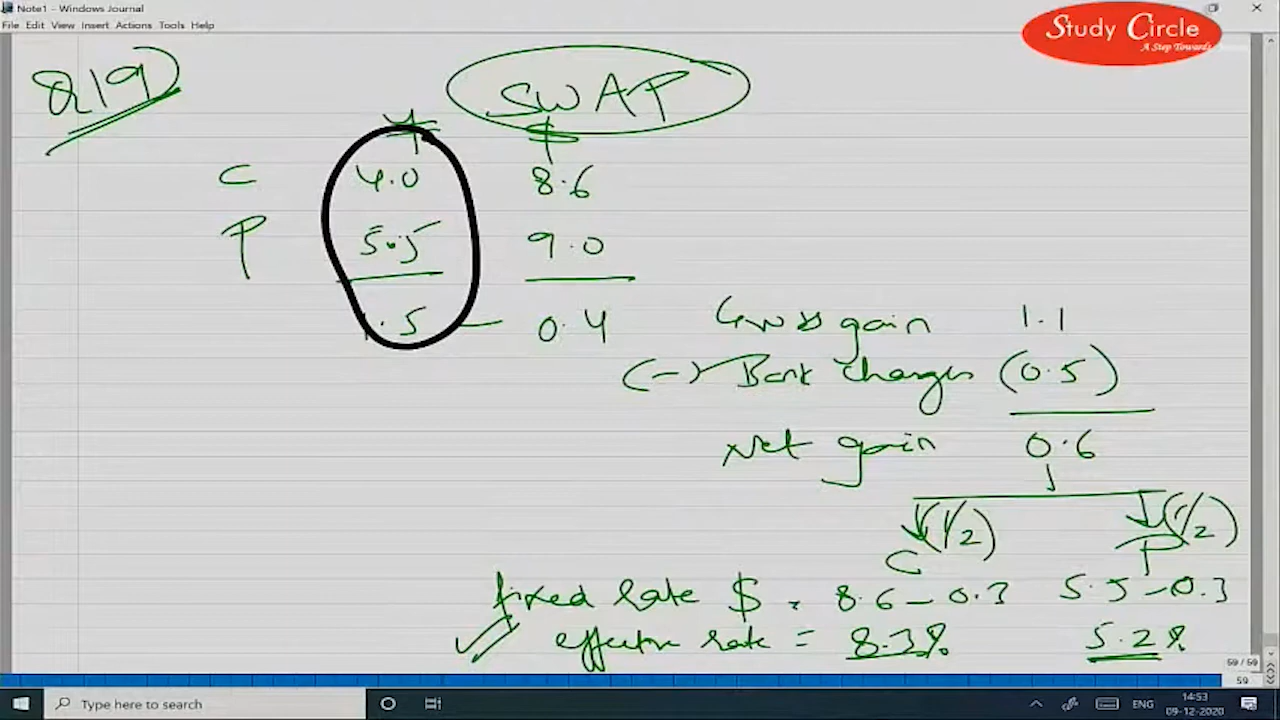 Note1 - Windows Journal
File Edit View Insert Actions Tools Help
Study Circle
A Step Towards
Q19
SWAP
¥ $
C 4.0 8.6
P 5.5 9.0
1.5 - 0.4
Gross gain 1.1
(-) Bank charges (0.5)
Net gain 0.6
(1/2) (1/2)
C P
fixed rate $ = 8.6-0.3 5.5-0.3
effective rate = 8.3% 5.2%
59 / 59
59
Type here to search
ENG
14:53
09-12-2020